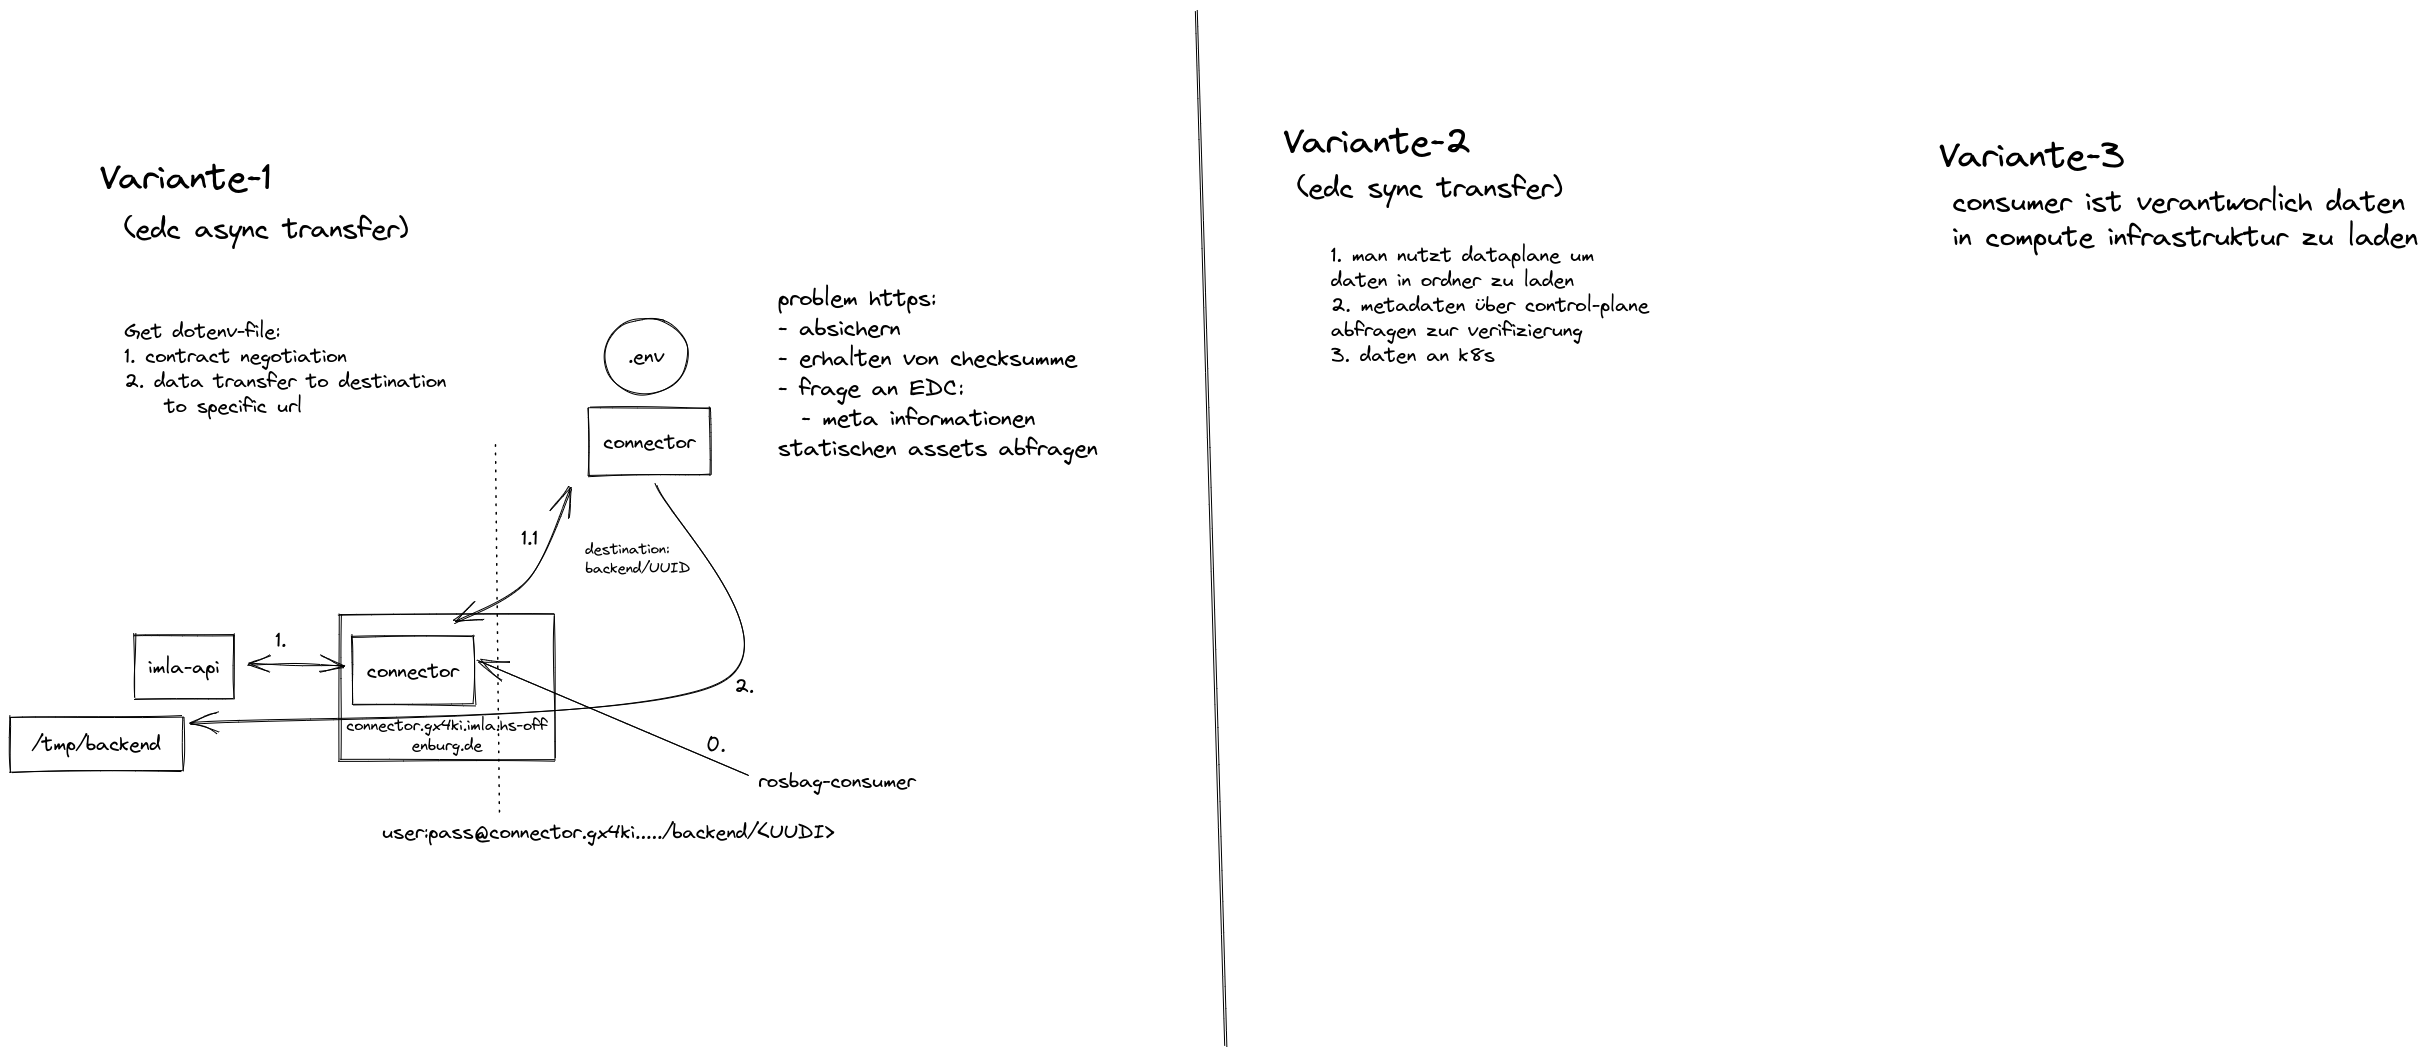 Variante-1
(edc async transfer)
Get dotenv-file:
1. contract negotiation
2. data transfer to destination
to specific url
.env
connector
problem https:
- absichern
- erhalten von checksumme
- frage an EDC:
- meta informationen
statischen assets abfragen
1.1
destination:
backend/UUID
imla-api
1.
connector
connector.gx4ki.imla.hs-off
enburg.de
/tmp/backend
2.
0.
rosbag-consumer
user:pass@connector.gx4ki...../backend/<UUDI>
Variante-2
(edc sync transfer)
1. man nutzt dataplane um
daten in ordner zu laden
2. metadaten über control-plane
abfragen zur verifizierung
3. daten an k8s
Variante-3
consumer ist verantworlich daten
in compute infrastruktur zu laden